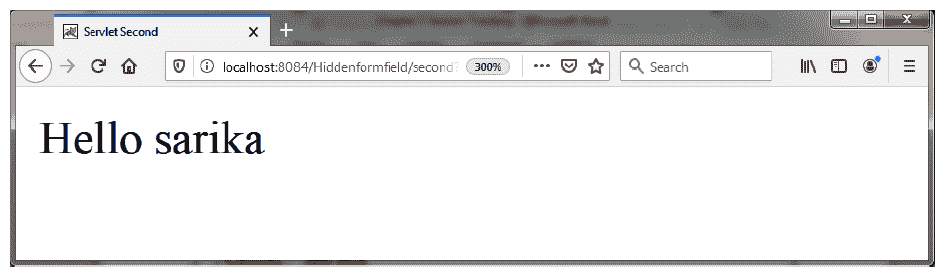 Servlet Second
localhost:8084/Hiddenformfield/second?
300%
Search
Hello sarika